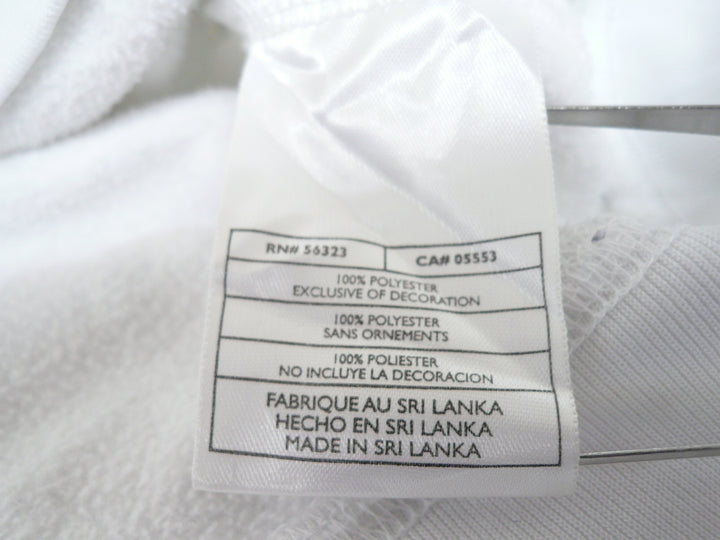 RN# 56323 CA# 05553
100% POLYESTER
EXCLUSIVE OF DECORATION
100% POLYESTER
SANS ORNEMENTS
100% POLIESTER
NO INCLUYE LA DECORACION
FABRIQUE AU SRI LANKA
HECHO EN SRI LANKA
MADE IN SRI LANKA